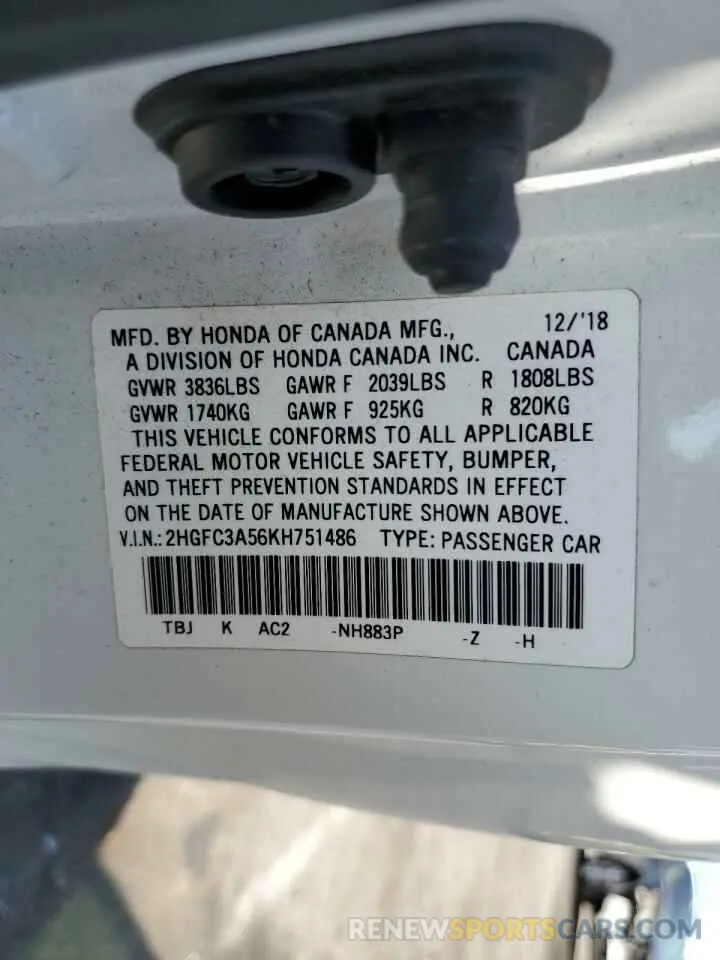 MFD. BY HONDA OF CANADA MFG., 12/'18
A DIVISION OF HONDA CANADA INC. CANADA
GVWR 3836LBS GAWR F 2039LBS R 1808LBS
GVWR 1740KG GAWR F 925KG R 820KG
THIS VEHICLE CONFORMS TO ALL APPLICABLE
FEDERAL MOTOR VEHICLE SAFETY, BUMPER,
AND THEFT PREVENTION STANDARDS IN EFFECT
ON THE DATE OF MANUFACTURE SHOWN ABOVE.
V.I.N.: 2HGFC3A56KH751486 TYPE: PASSENGER CAR
TBJ K AC2 -NH883P -Z -H
RENEWSPORTSCARS.COM